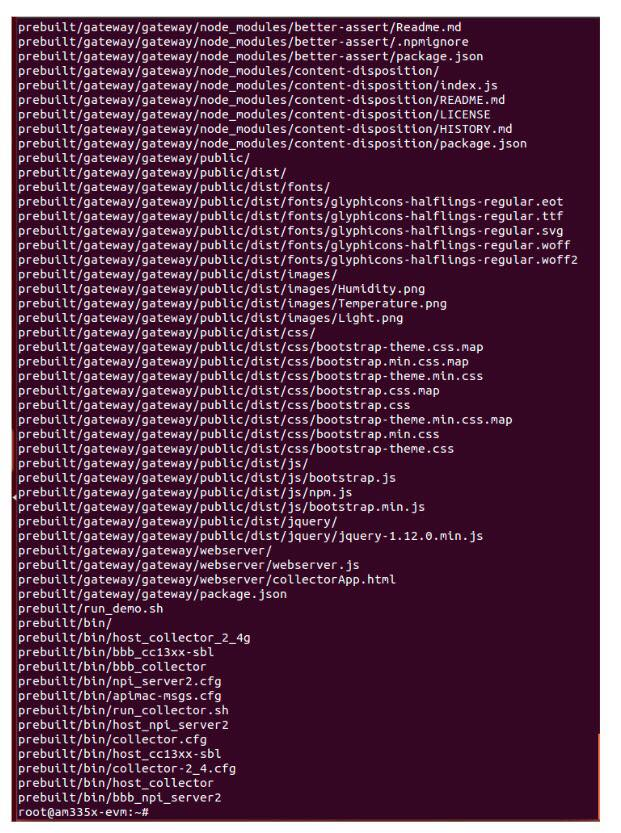 prebuilt/gateway/gateway/node_modules/better-assert/Readme.md
prebuilt/gateway/gateway/node_modules/better-assert/.npmignore
prebuilt/gateway/gateway/node_modules/better-assert/package.json
prebuilt/gateway/gateway/node_modules/content-disposition/
prebuilt/gateway/gateway/node_modules/content-disposition/index.js
prebuilt/gateway/gateway/node_modules/content-disposition/README.md
prebuilt/gateway/gateway/node_modules/content-disposition/LICENSE
prebuilt/gateway/gateway/node_modules/content-disposition/HISTORY.md
prebuilt/gateway/gateway/node_modules/content-disposition/package.json
prebuilt/gateway/gateway/public/
prebuilt/gateway/gateway/public/dist/
prebuilt/gateway/gateway/public/dist/fonts/
prebuilt/gateway/gateway/public/dist/fonts/glyphicons-halflings-regular.eot
prebuilt/gateway/gateway/public/dist/fonts/glyphicons-halflings-regular.ttf
prebuilt/gateway/gateway/public/dist/fonts/glyphicons-halflings-regular.svg
prebuilt/gateway/gateway/public/dist/fonts/glyphicons-halflings-regular.woff
prebuilt/gateway/gateway/public/dist/fonts/glyphicons-halflings-regular.woff2
prebuilt/gateway/gateway/public/dist/images/
prebuilt/gateway/gateway/public/dist/images/Humidity.png
prebuilt/gateway/gateway/public/dist/images/Temperature.png
prebuilt/gateway/gateway/public/dist/images/Light.png
prebuilt/gateway/gateway/public/dist/css/
prebuilt/gateway/gateway/public/dist/css/bootstrap-theme.css.map
prebuilt/gateway/gateway/public/dist/css/bootstrap.min.css.map
prebuilt/gateway/gateway/public/dist/css/bootstrap-theme.min.css
prebuilt/gateway/gateway/public/dist/css/bootstrap.css.map
prebuilt/gateway/gateway/public/dist/css/bootstrap.css
prebuilt/gateway/gateway/public/dist/css/bootstrap-theme.min.css.map
prebuilt/gateway/gateway/public/dist/css/bootstrap.min.css
prebuilt/gateway/gateway/public/dist/css/bootstrap-theme.css
prebuilt/gateway/gateway/public/dist/js/
prebuilt/gateway/gateway/public/dist/js/bootstrap.js
prebuilt/gateway/gateway/public/dist/js/npm.js
prebuilt/gateway/gateway/public/dist/js/bootstrap.min.js
prebuilt/gateway/gateway/public/dist/jquery/
prebuilt/gateway/gateway/public/dist/jquery/jquery-1.12.0.min.js
prebuilt/gateway/gateway/webserver/
prebuilt/gateway/gateway/webserver/webserver.js
prebuilt/gateway/gateway/webserver/collectorApp.html
prebuilt/gateway/gateway/package.json
prebuilt/run_demo.sh
prebuilt/bin/
prebuilt/bin/host_collector_2_4g
prebuilt/bin/bbb_cc13xx-sbl
prebuilt/bin/bbb_collector
prebuilt/bin/npi_server2.cfg
prebuilt/bin/apimac-msgs.cfg
prebuilt/bin/run_collector.sh
prebuilt/bin/host_npi_server2
prebuilt/bin/collector.cfg
prebuilt/bin/host_cc13xx-sbl
prebuilt/bin/collector-2_4.cfg
prebuilt/bin/host_collector
prebuilt/bin/bbb_npi_server2
root@am335x-evm:~#